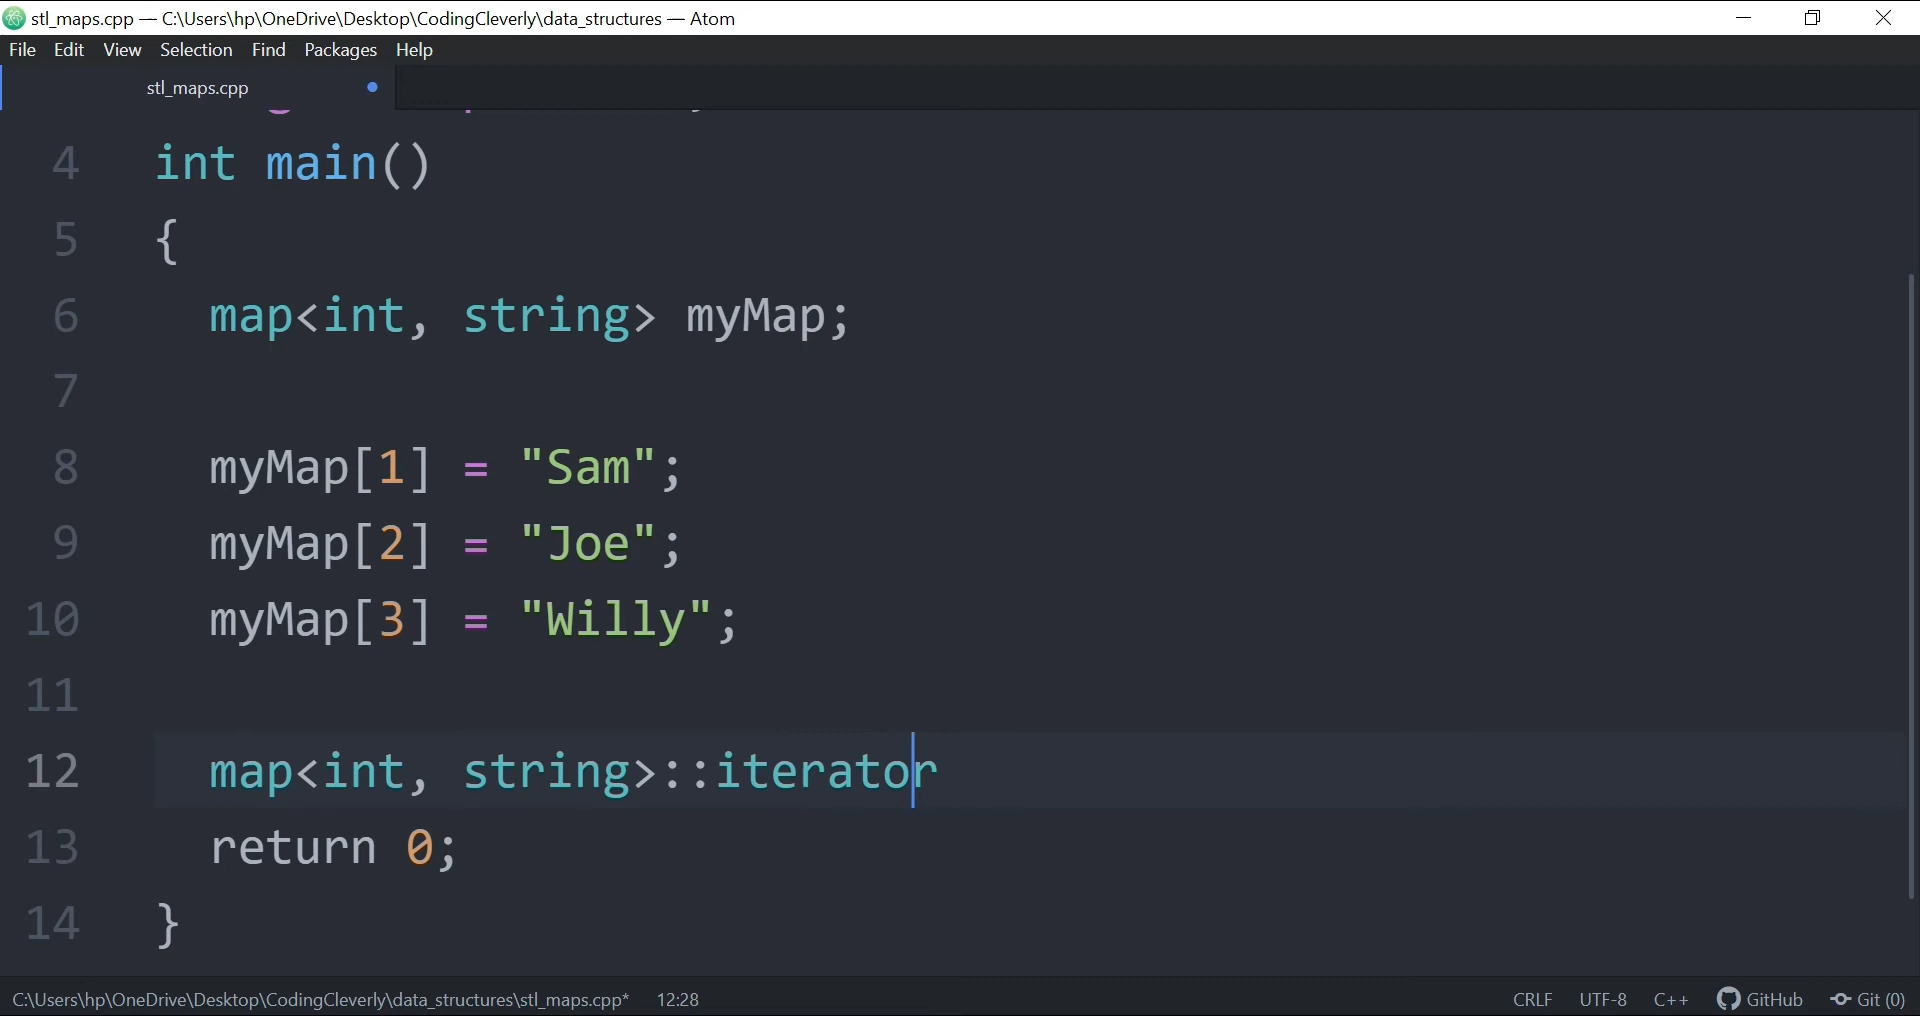 stl_maps.cpp — C:\Users\hp\OneDrive\Desktop\CodingCleverly\data_structures — Atom
File Edit View Selection Find Packages Help
stl_maps.cpp
4 int main()
5 {
6 map<int, string> myMap;
7
8 myMap[1] = "Sam";
9 myMap[2] = "Joe";
10 myMap[3] = "Willy";
11
12 map<int, string>::iterator
13 return 0;
14 }
C:\Users\hp\OneDrive\Desktop\CodingCleverly\data_structures\stl_maps.cpp* 12:28 CRLF UTF-8 C++ GitHub Git (0)